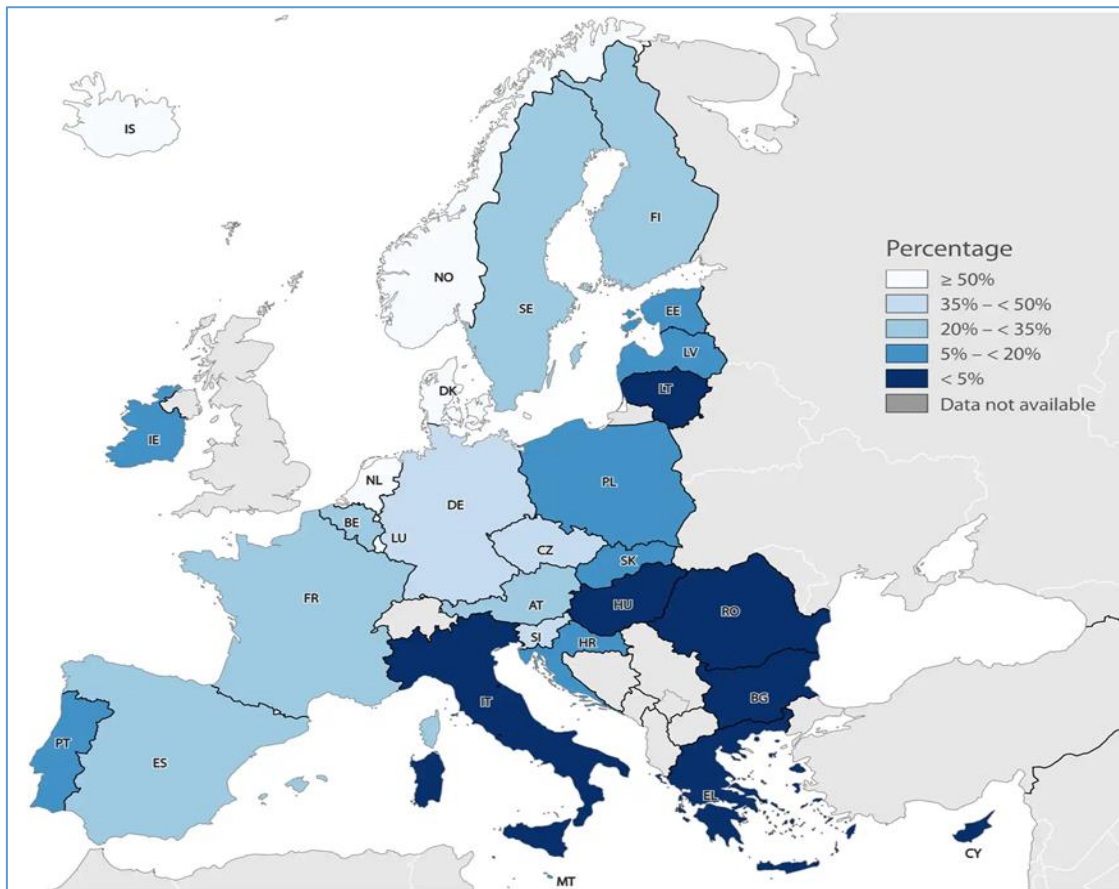 IS
FI
NO
SE
Percentage
≥ 50%
35% – < 50%
20% – < 35%
5% – < 20%
< 5%
Data not available
EE
LV
LT
DK
IE
NL
DE
PL
BE
LU
CZ
SK
FR
AT
HU
RO
SI
HR
IT
BG
PT
ES
EL
CY
MT